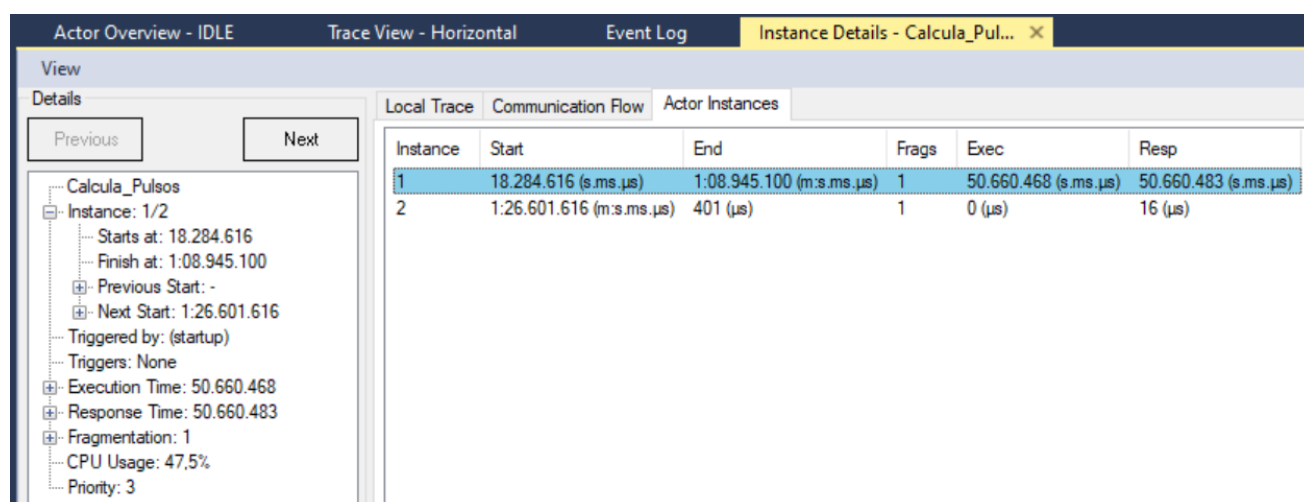 Actor Overview - IDLE Trace View - Horizontal Event Log Instance Details - Calcula_Pul... ×
View
Details
Previous Next
Calcula_Pulsos
Instance: 1/2
Starts at: 18.284.616
Finish at: 1:08.945.100
Previous Start: -
Next Start: 1:26.601.616
Triggered by: (startup)
Triggers: None
Execution Time: 50.660.468
Response Time: 50.660.483
Fragmentation: 1
CPU Usage: 47,5%
Priority: 3
Local Trace Communication Flow Actor Instances
Instance Start End Frags Exec Resp
1 18.284.616 (s.ms.µs) 1:08.945.100 (m:s.ms.µs) 1 50.660.468 (s.ms.µs) 50.660.483 (s.ms.µs)
2 1:26.601.616 (m:s.ms.µs) 401 (µs) 1 0 (µs) 16 (µs)